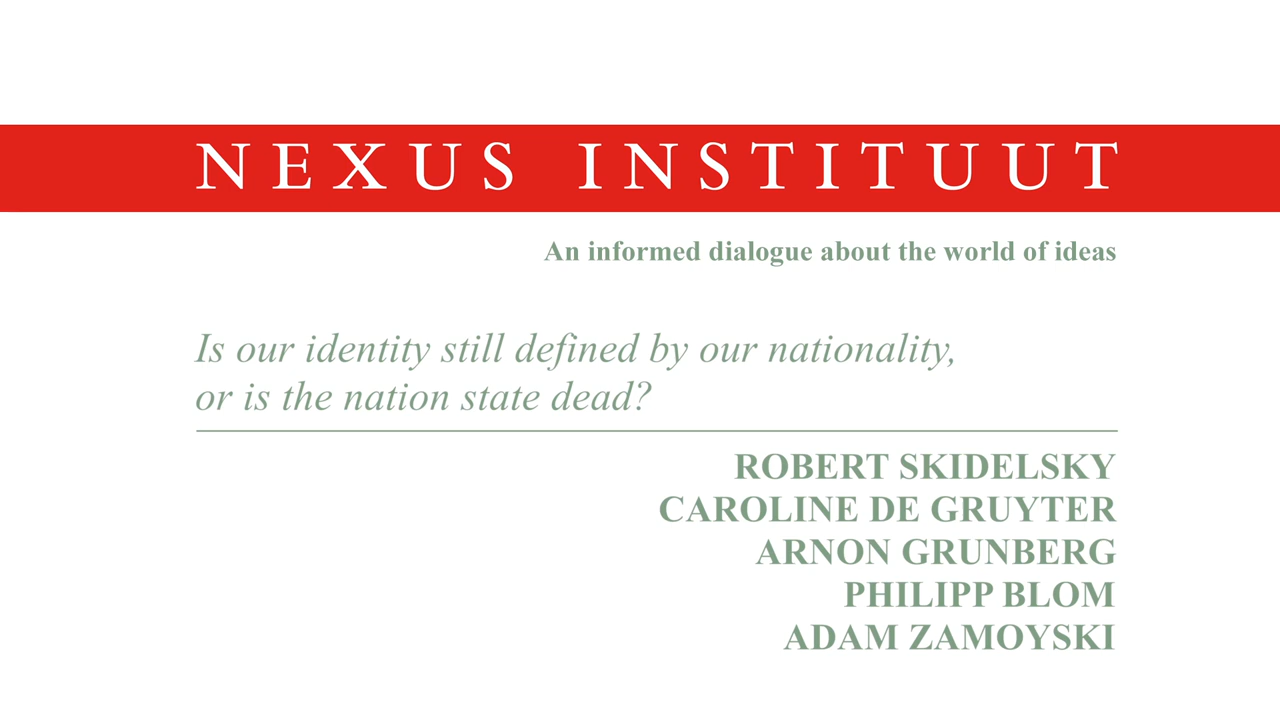 NEXUS INSTITUUT
An informed dialogue about the world of ideas
Is our identity still defined by our nationality,
or is the nation state dead?
ROBERT SKIDELSKY
CAROLINE DE GRUYTER
ARNON GRUNBERG
PHILIPP BLOM
ADAM ZAMOYSKI